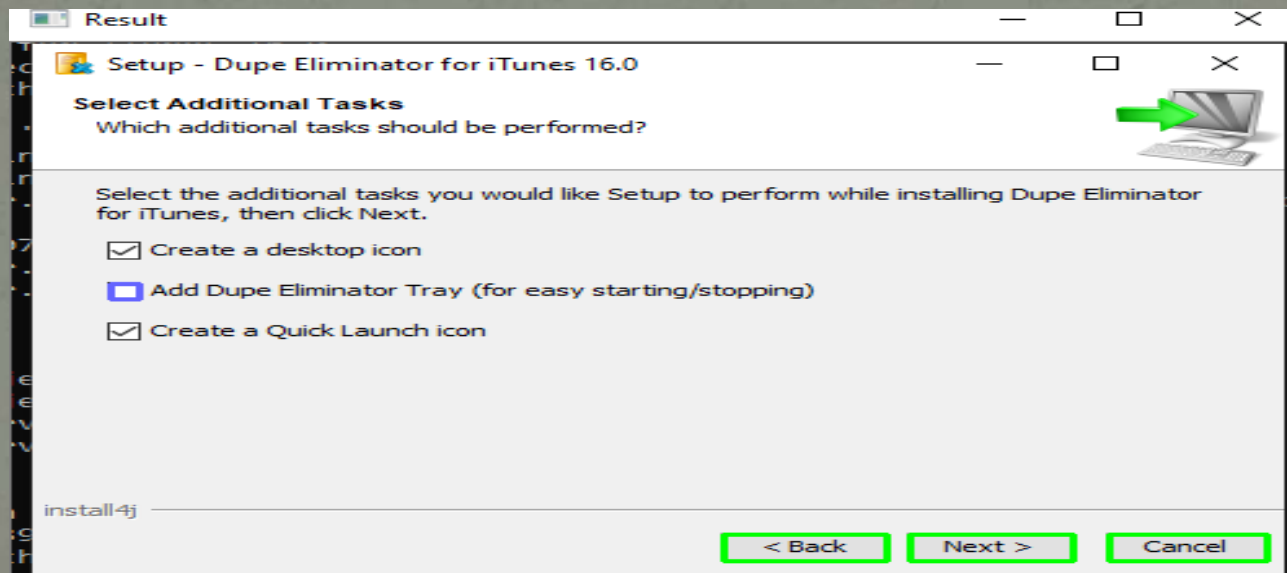 Result
Setup - Dupe Eliminator for iTunes 16.0
Select Additional Tasks
Which additional tasks should be performed?
Select the additional tasks you would like Setup to perform while installing Dupe Eliminator
for iTunes, then click Next.
Create a desktop icon
Add Dupe Eliminator Tray (for easy starting/stopping)
Create a Quick Launch icon
install4j
< Back
Next >
Cancel